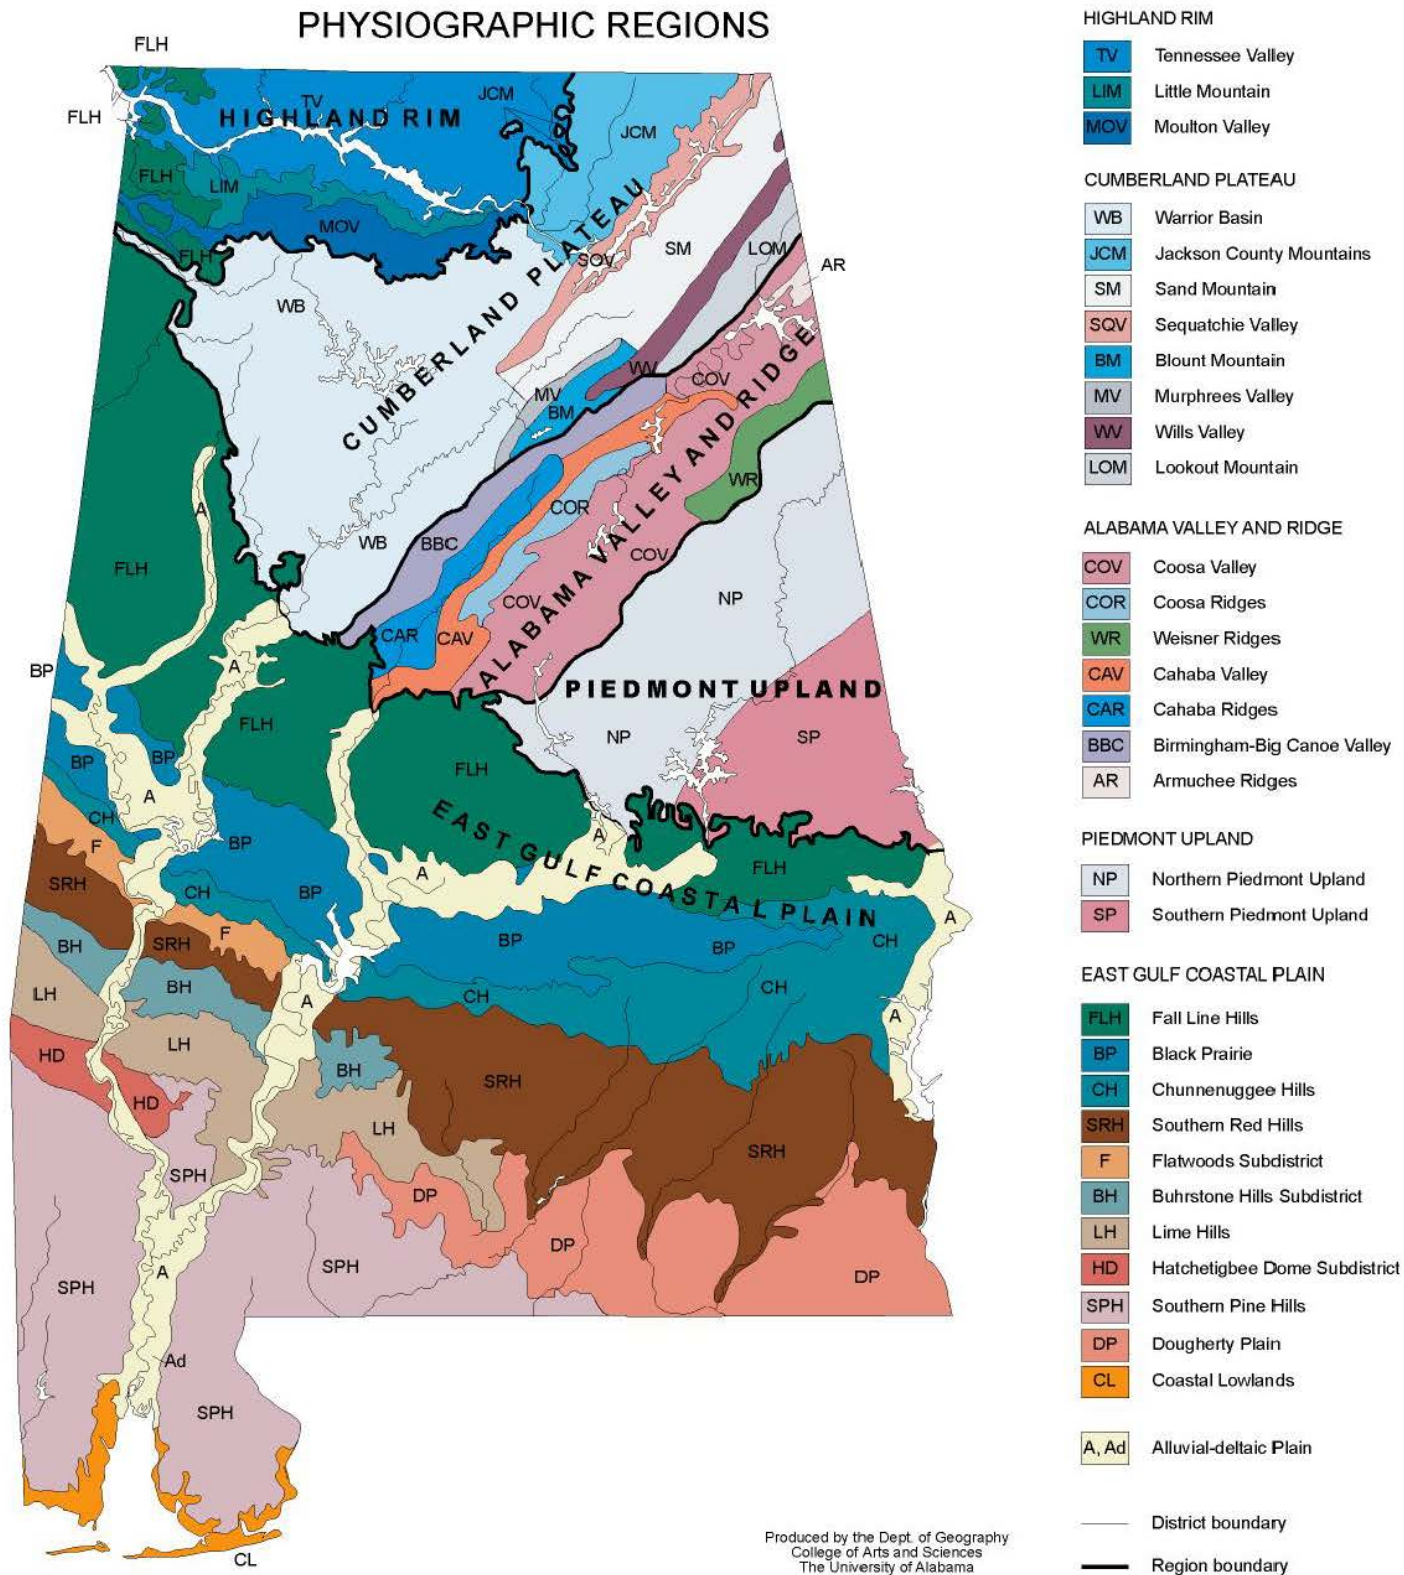 PHYSIOGRAPHIC REGIONS
FLH
FLH
TV
HIGHLAND RIM
JCM
JCM
FLH
LIM
MOV
FLH
SQV
SM
LOM
AR
WB
CUMBERLAND PLATEAU
MV
BM
WV
COV
WR
COR
A
WB
BBC
COV
ALABAMA VALLEY AND RIDGE
FLH
NP
COV
CAR
CAV
BP
A
PIEDMONT UPLAND
FLH
NP
SP
BP
BP
FLH
A
CH
EAST GULF COASTAL PLAIN
BP
A
F
FLH
SRH
CH
BP
A
A
BH
SRH
F
BP
BP
CH
LH
BH
CH
CH
A
A
HD
LH
BH
SRH
HD
LH
SRH
SPH
DP
SPH
A
SPH
DP
DP
Ad
SPH
CL
HIGHLAND RIM
TV Tennessee Valley
LIM Little Mountain
MOV Moulton Valley
CUMBERLAND PLATEAU
WB Warrior Basin
JCM Jackson County Mountains
SM Sand Mountain
SQV Sequatchie Valley
BM Blount Mountain
MV Murphrees Valley
WV Wills Valley
LOM Lookout Mountain
ALABAMA VALLEY AND RIDGE
COV Coosa Valley
COR Coosa Ridges
WR Weisner Ridges
CAV Cahaba Valley
CAR Cahaba Ridges
BBC Birmingham-Big Canoe Valley
AR Armuchee Ridges
PIEDMONT UPLAND
NP Northern Piedmont Upland
SP Southern Piedmont Upland
EAST GULF COASTAL PLAIN
FLH Fall Line Hills
BP Black Prairie
CH Chunnenuggee Hills
SRH Southern Red Hills
F Flatwoods Subdistrict
BH Buhrstone Hills Subdistrict
LH Lime Hills
HD Hatchetigbee Dome Subdistrict
SPH Southern Pine Hills
DP Dougherty Plain
CL Coastal Lowlands
A, Ad Alluvial-deltaic Plain
District boundary
Region boundary
Produced by the Dept. of Geography
College of Arts and Sciences
The University of Alabama